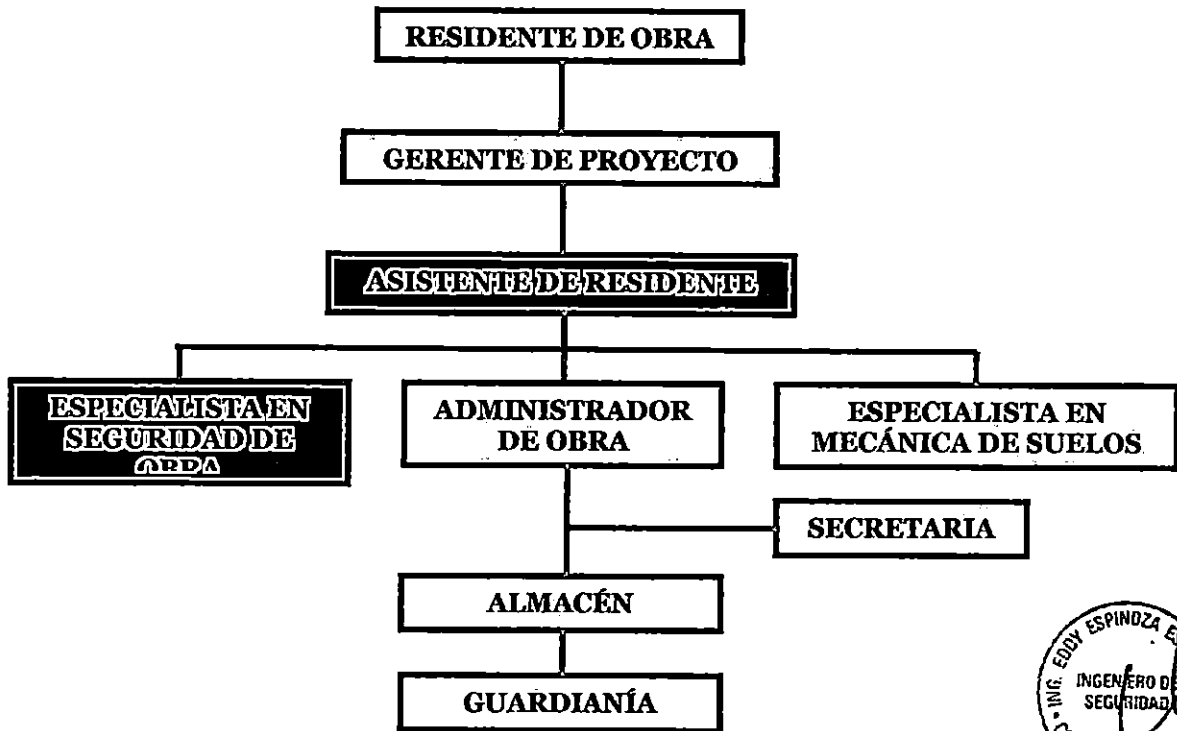 RESIDENTE DE OBRA
GERENTE DE PROYECTO
ASISTENTE DE RESIDENTE
ESPECIALISTA EN
SEGURIDAD DE
OBRA
ADMINISTRADOR
DE OBRA
ESPECIALISTA EN
MECÁNICA DE SUELOS
SECRETARIA
ALMACÉN
GUARDIANÍA
ING. EDDY ESPINOZA
INGENIERO
SEGURIDAD